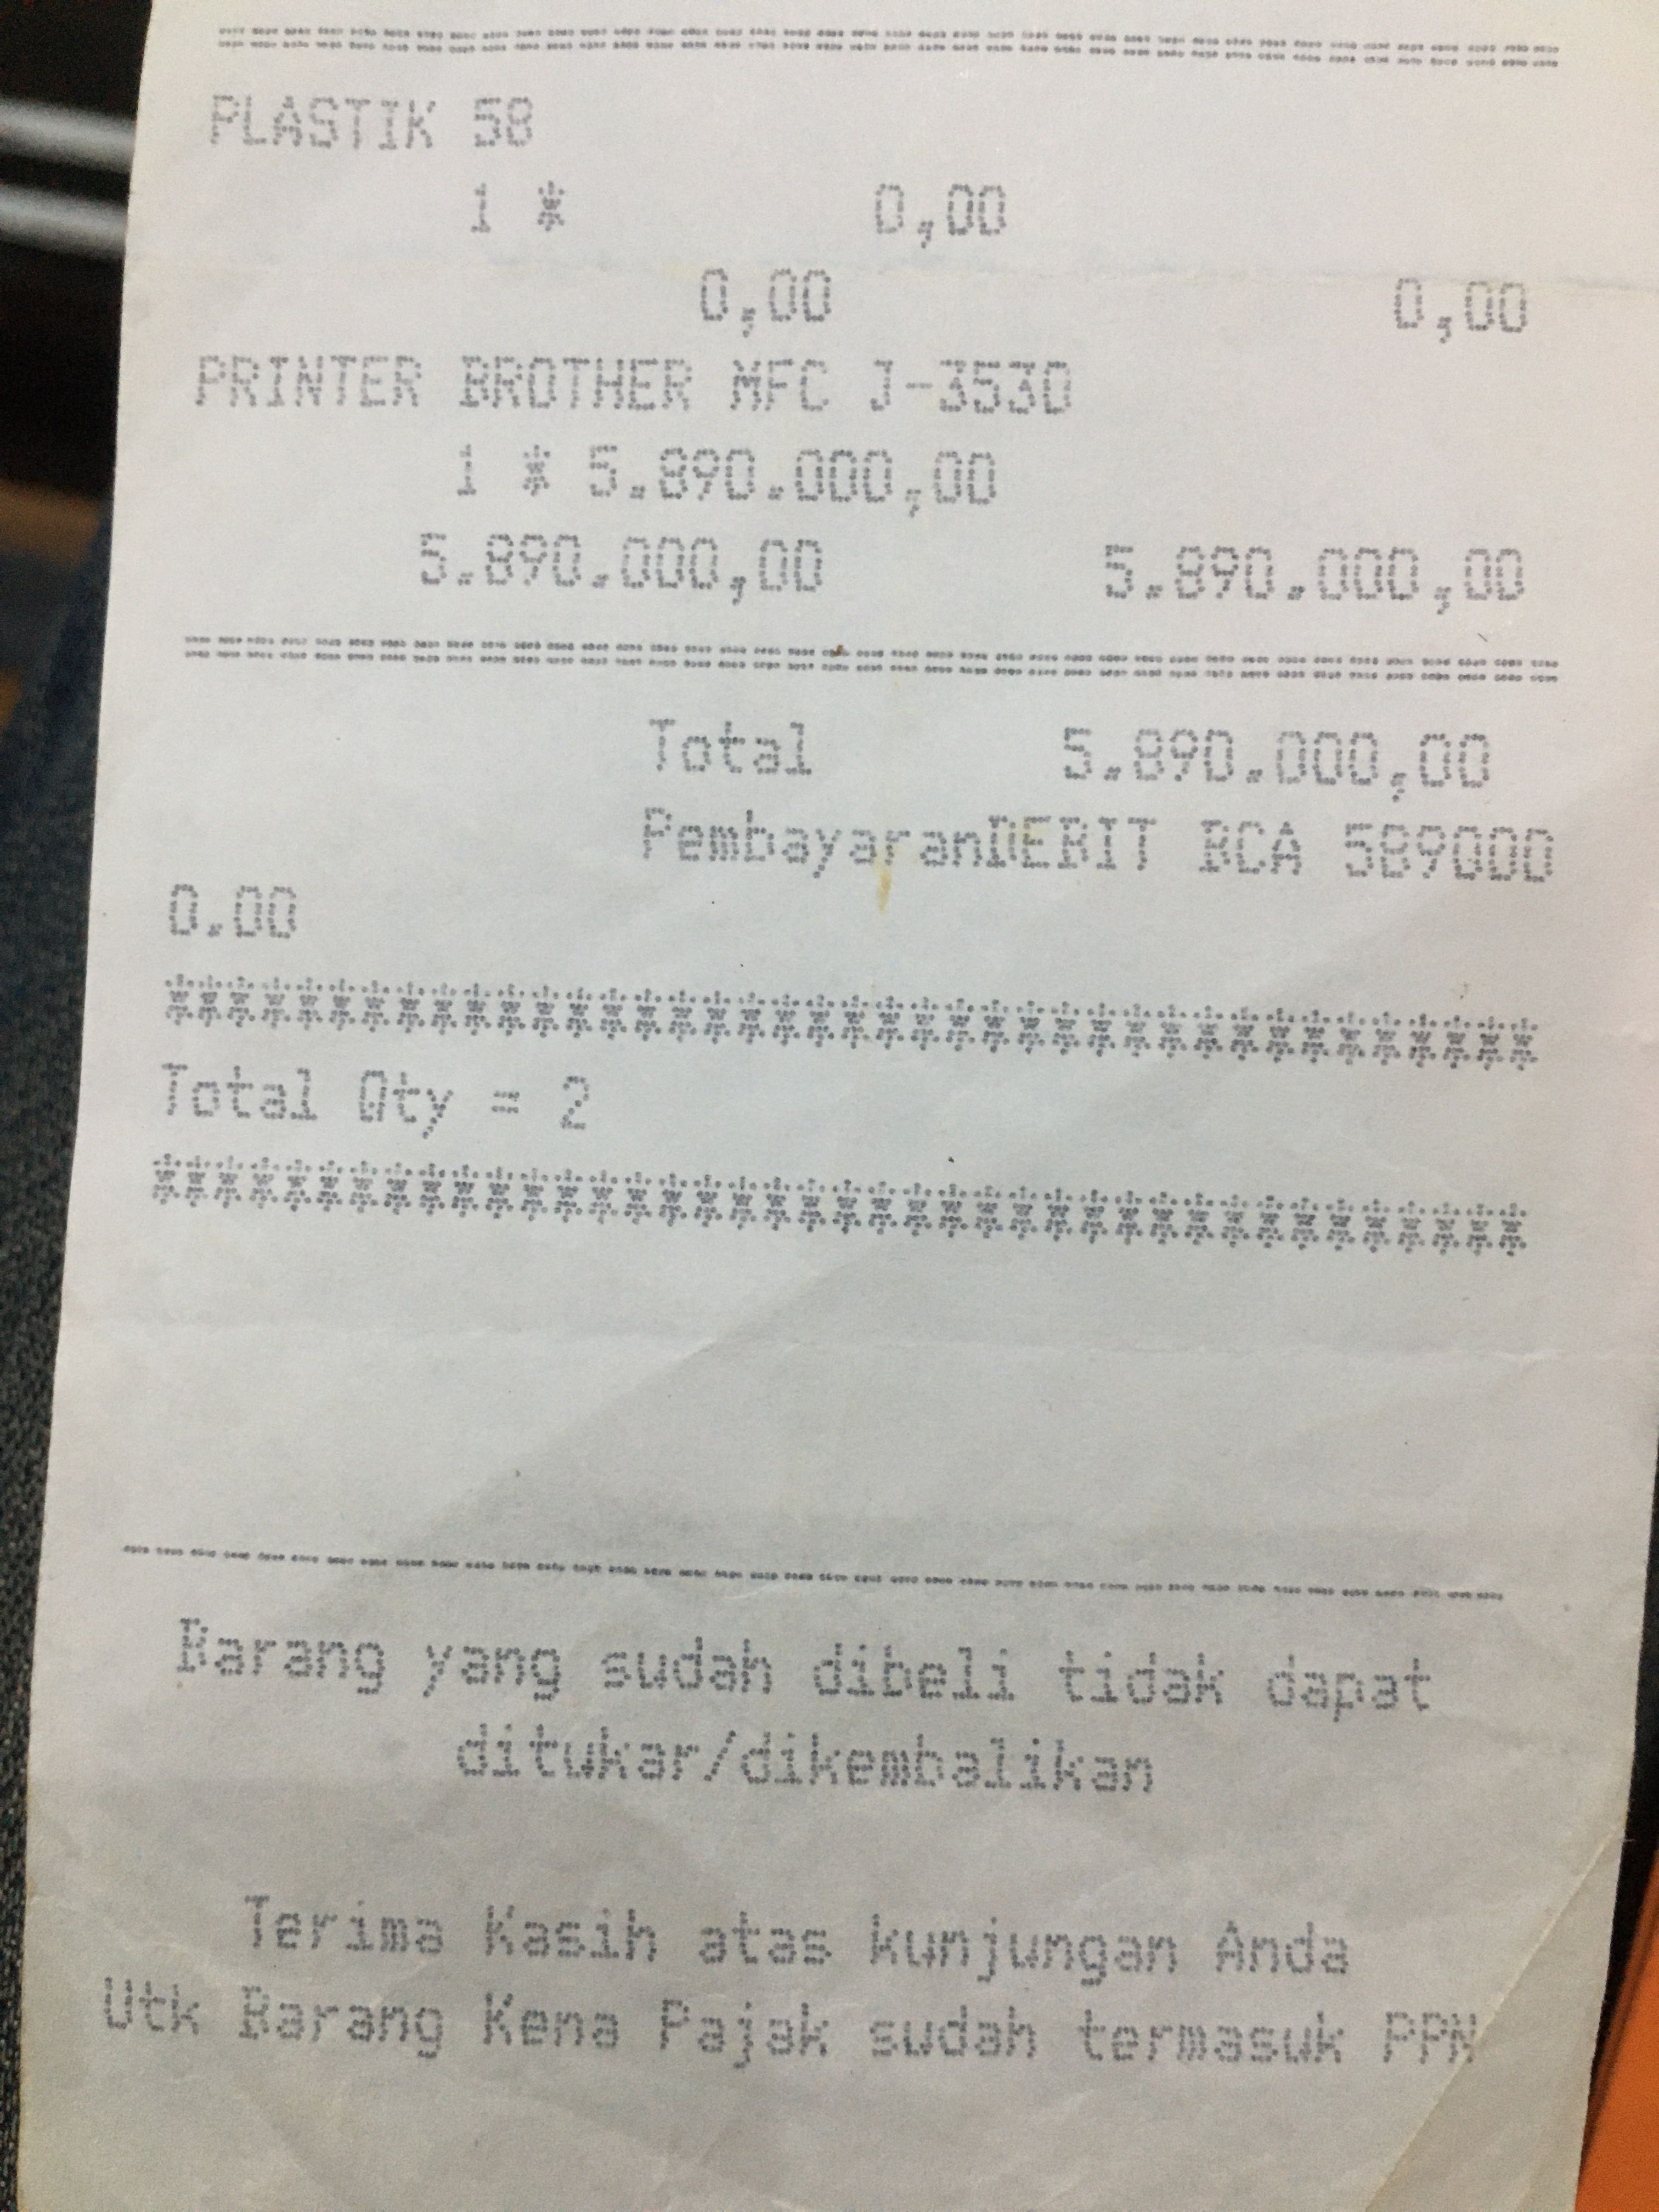 ================================================
PLASTIK 58
1 * 0,00
0,00 0,00
PRINTER BROTHER MFC J-3530
1 * 5.890.000,00
5.890.000,00 5.890.000,00
================================================
Total 5.890.000,00
PembayaranDEBIT BCA 589000
0.00
****************************************
Total Qty = 2
****************************************
----------------------------------------
Barang yang sudah dibeli tidak dapat
ditukar/dikembalikan
Terima Kasih atas kunjungan Anda
Utk Barang Kena Pajak sudah termasuk PPN